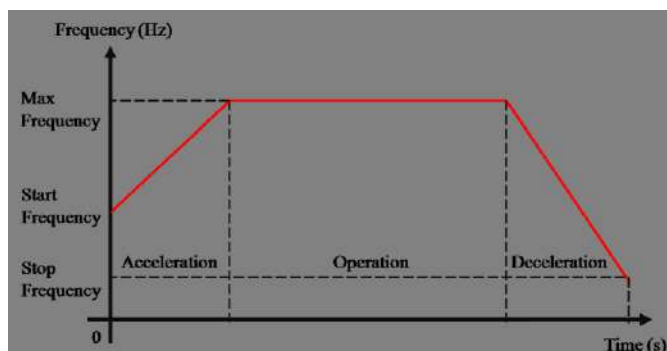 Frequency (Hz)
Max
Frequency
Start
Frequency
Acceleration
Operation
Deceleration
Stop
Frequency
0
Time (s)